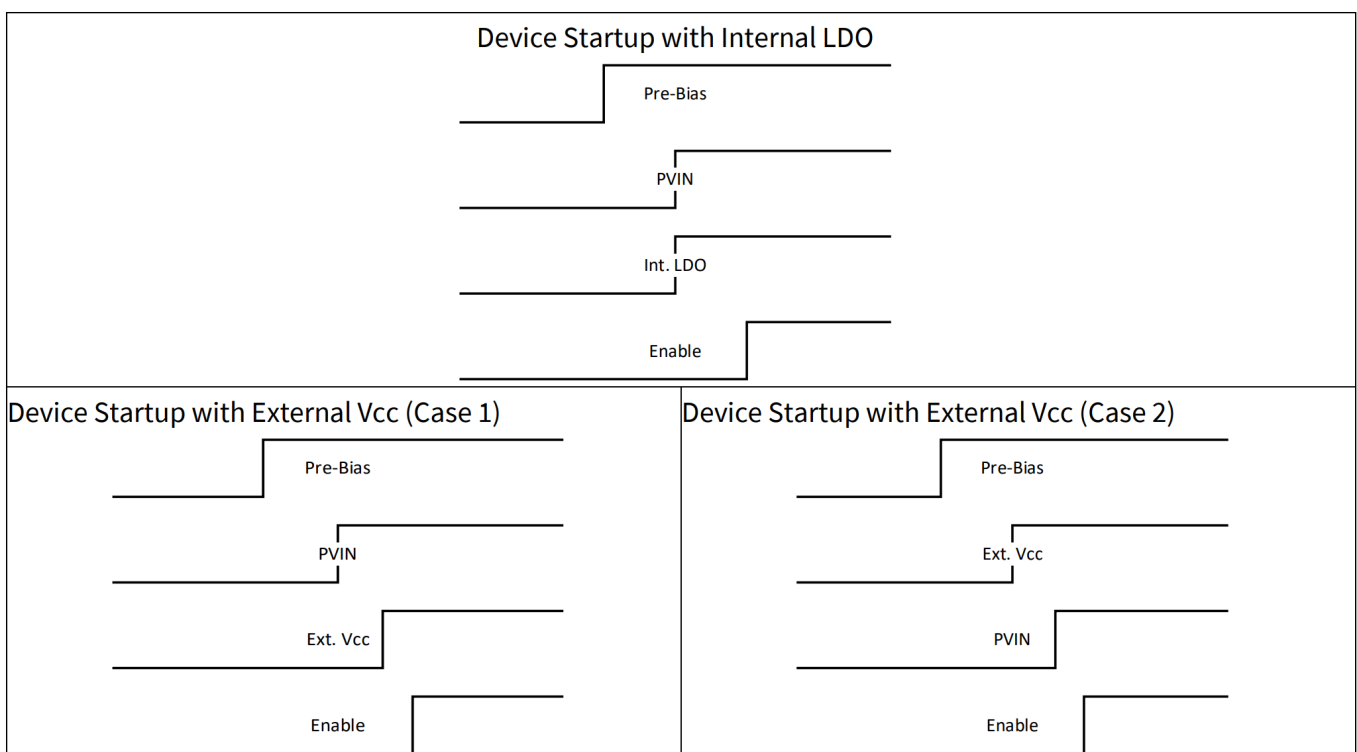 Device Startup with Internal LDO
Pre-Bias
PVIN
Int. LDO
Enable
Device Startup with External Vcc (Case 1)
Pre-Bias
PVIN
Ext. Vcc
Enable
Device Startup with External Vcc (Case 2)
Pre-Bias
Ext. Vcc
PVIN
Enable